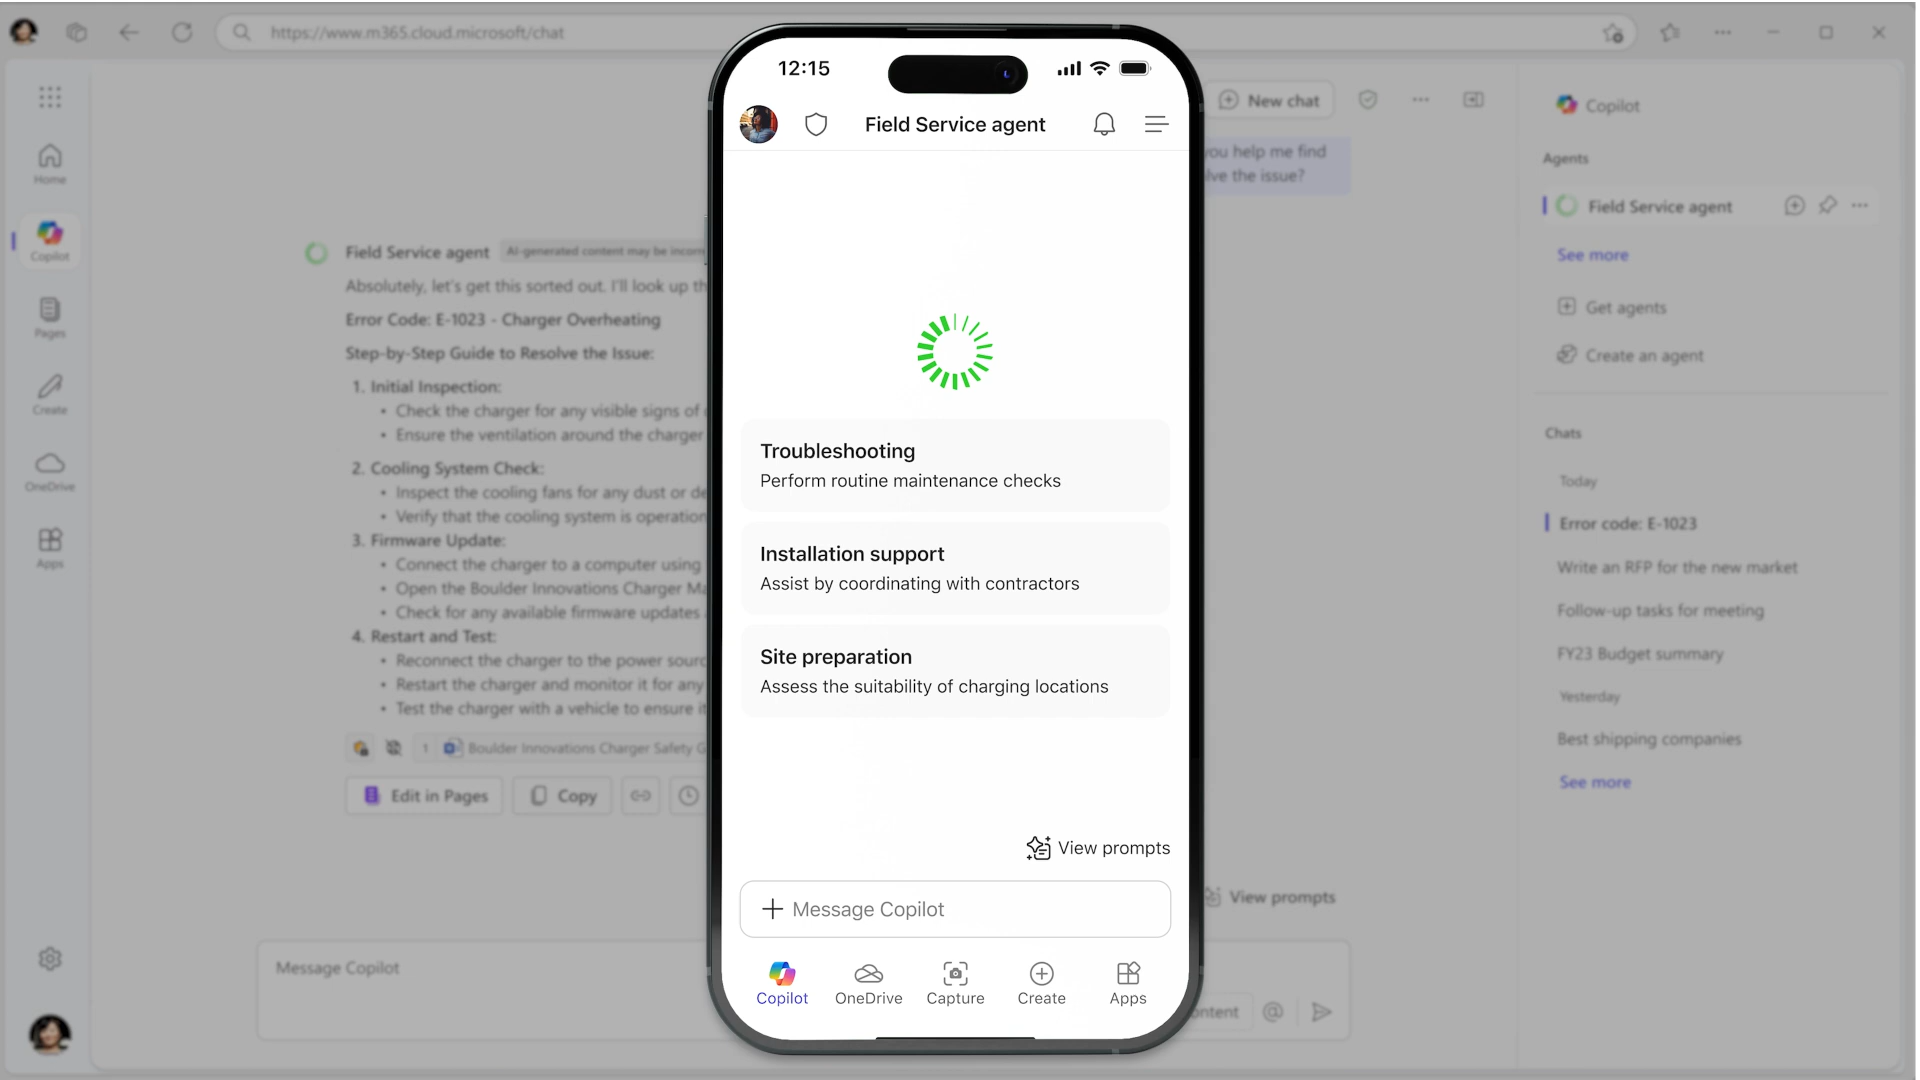 https://www.m365.cloud.microsoft/chat
Home
Copilot
Pages
Create
OneDrive
Apps
New chat
you help me find
the issue?
Field Service agent
AI-generated content may be
Absolutely, let's get this sorted out. I'll look up
Error Code: E-1023 - Charger Overheating
Step-by-Step Guide to Resolve the Issue:
1. Initial Inspection:
• Check the charger for any visible signs of
• Ensure the ventilation around the charger
2. Cooling System Check:
• Inspect the cooling fans for any dust or
• Verify that the cooling system is
3. Firmware Update:
• Connect the charger to a computer using
• Open the Boulder Innovations Charger
• Check for any available firmware updates
4. Restart and Test:
• Reconnect the charger to the power
• Restart the charger and monitor it for any
• Test the charger with a vehicle to ensure
1 Boulder Innovations Charger Safety
Edit in Pages
Copy
View prompts
Message Copilot
12:15
Field Service agent
Troubleshooting
Perform routine maintenance checks
Installation support
Assist by coordinating with contractors
Site preparation
Assess the suitability of charging locations
View prompts
Message Copilot
Copilot
OneDrive
Capture
Create
Apps
Copilot
Agents
Field Service agent
See more
Get agents
Create an agent
Chats
Today
Error code: E-1023
Write an RFP for the new market
Follow-up tasks for meeting
FY23 Budget summary
Yesterday
Best shipping companies
See more